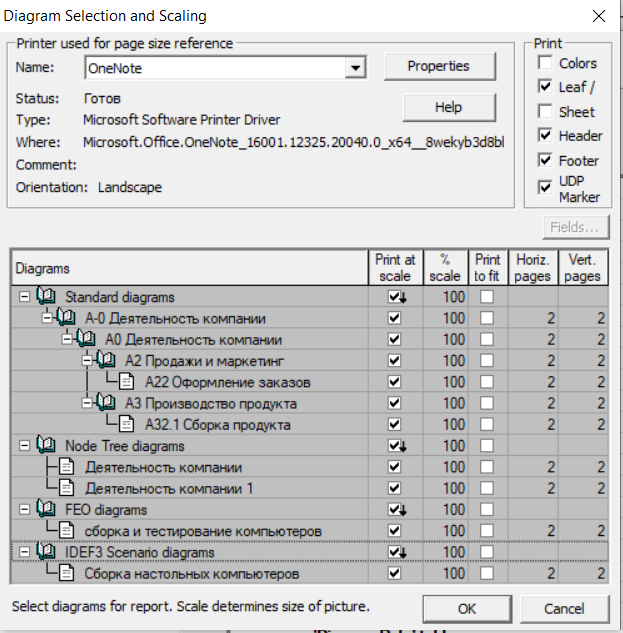 Diagram Selection and Scaling
Printer used for page size reference
Name: OneNote Properties
Status: Готов
Type: Microsoft Software Printer Driver Help
Where: Microsoft.Office.OneNote_16001.12325.20040.0_x64__8wekyb3d8bl
Comment:
Orientation: Landscape
Print
Colors
Leaf /
Sheet
Header
Footer
UDP
Marker
Fields...
Diagrams Print at scale % scale Print to fit Horiz. pages Vert. pages
Standard diagrams 100
A-0 Деятельность компании 100 2 2
A0 Деятельность компании 100 2 2
A2 Продажи и маркетинг 100 2 2
A22 Оформление заказов 100 2 2
A3 Производство продукта 100 2 2
A32.1 Сборка продукта 100 2 2
Node Tree diagrams 100
Деятельность компании 100 2 2
Деятельность компании 1 100 2 2
FEO diagrams 100
сборка и тестирование компьютеров 100 2 2
IDEF3 Scenario diagrams 100
Сборка настольных компьютеров 100 2 2
Select diagrams for report. Scale determines size of picture. OK Cancel